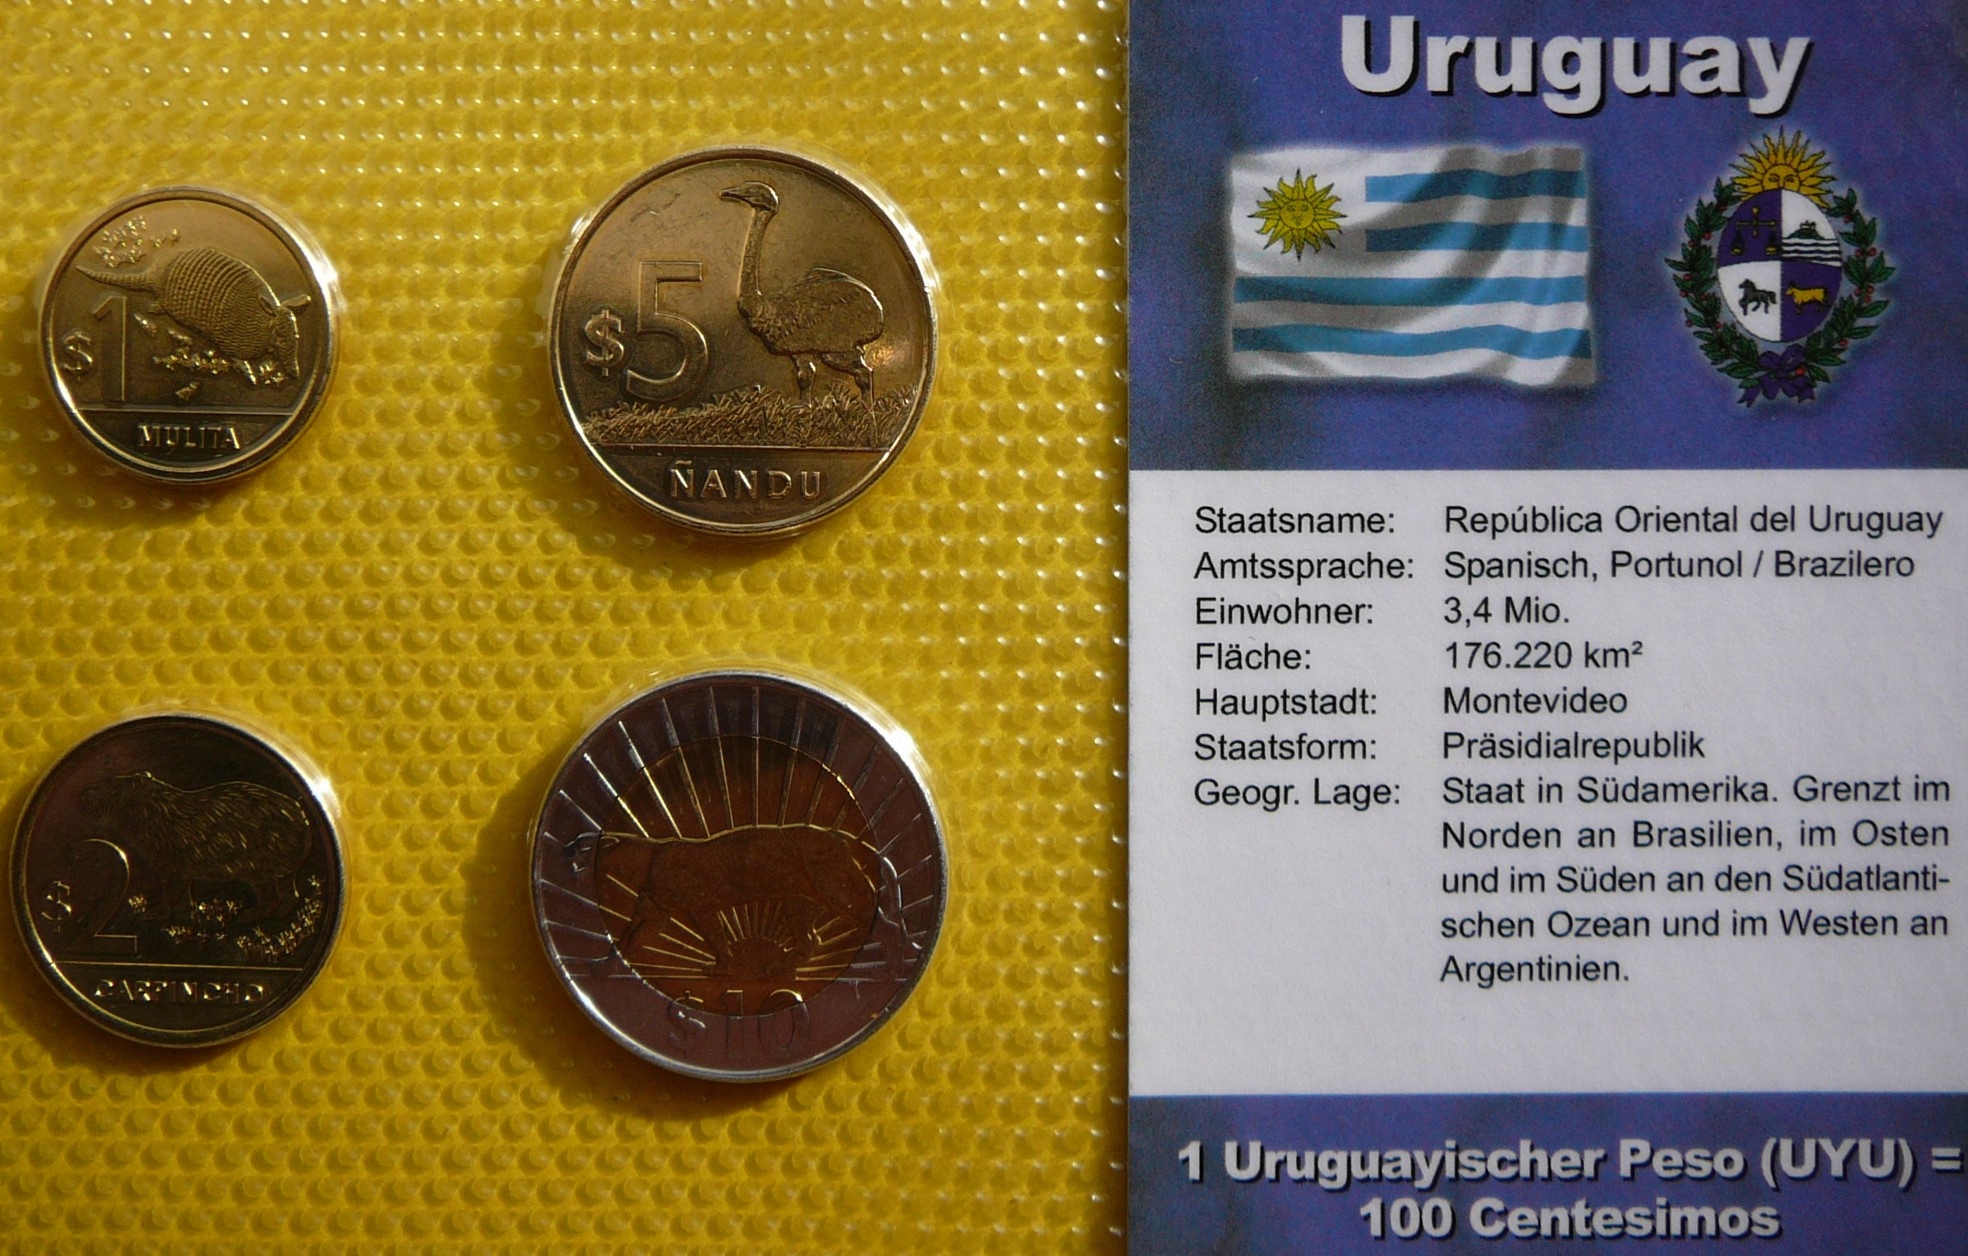 $ 1
MULITA
$ 5
ÑANDU
$ 2
CARPINCHO
$10
Uruguay
Staatsname: República Oriental del Uruguay
Amtssprache: Spanisch, Portunol / Brazilero
Einwohner: 3,4 Mio.
Fläche: 176.220 km²
Hauptstadt: Montevideo
Staatsform: Präsidialrepublik
Geogr. Lage: Staat in Südamerika. Grenzt im
Norden an Brasilien, im Osten
und im Süden an den Südatlanti-
schen Ozean und im Westen an
Argentinien.
1 Uruguayischer Peso (UYU) =
100 Centesimos